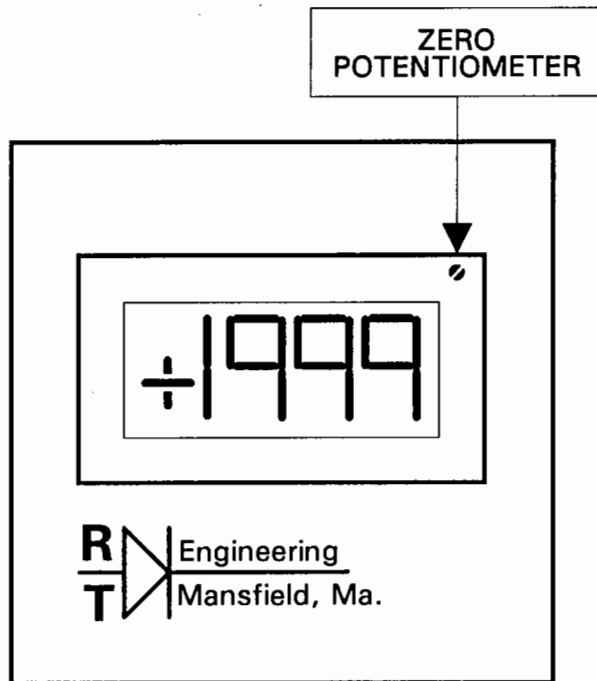 ZERO
POTENTIOMETER
÷1999
R
T
Engineering
Mansfield, Ma.